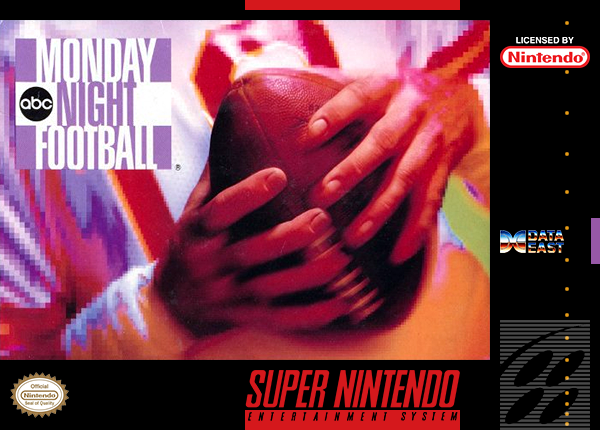 MONDAY
abc NIGHT
FOOTBALL
®
LICENSED BY
Nintendo®
DATA
EAST
Official
Nintendo
Seal of Quality
SUPER NINTENDO
ENTERTAINMENT SYSTEM